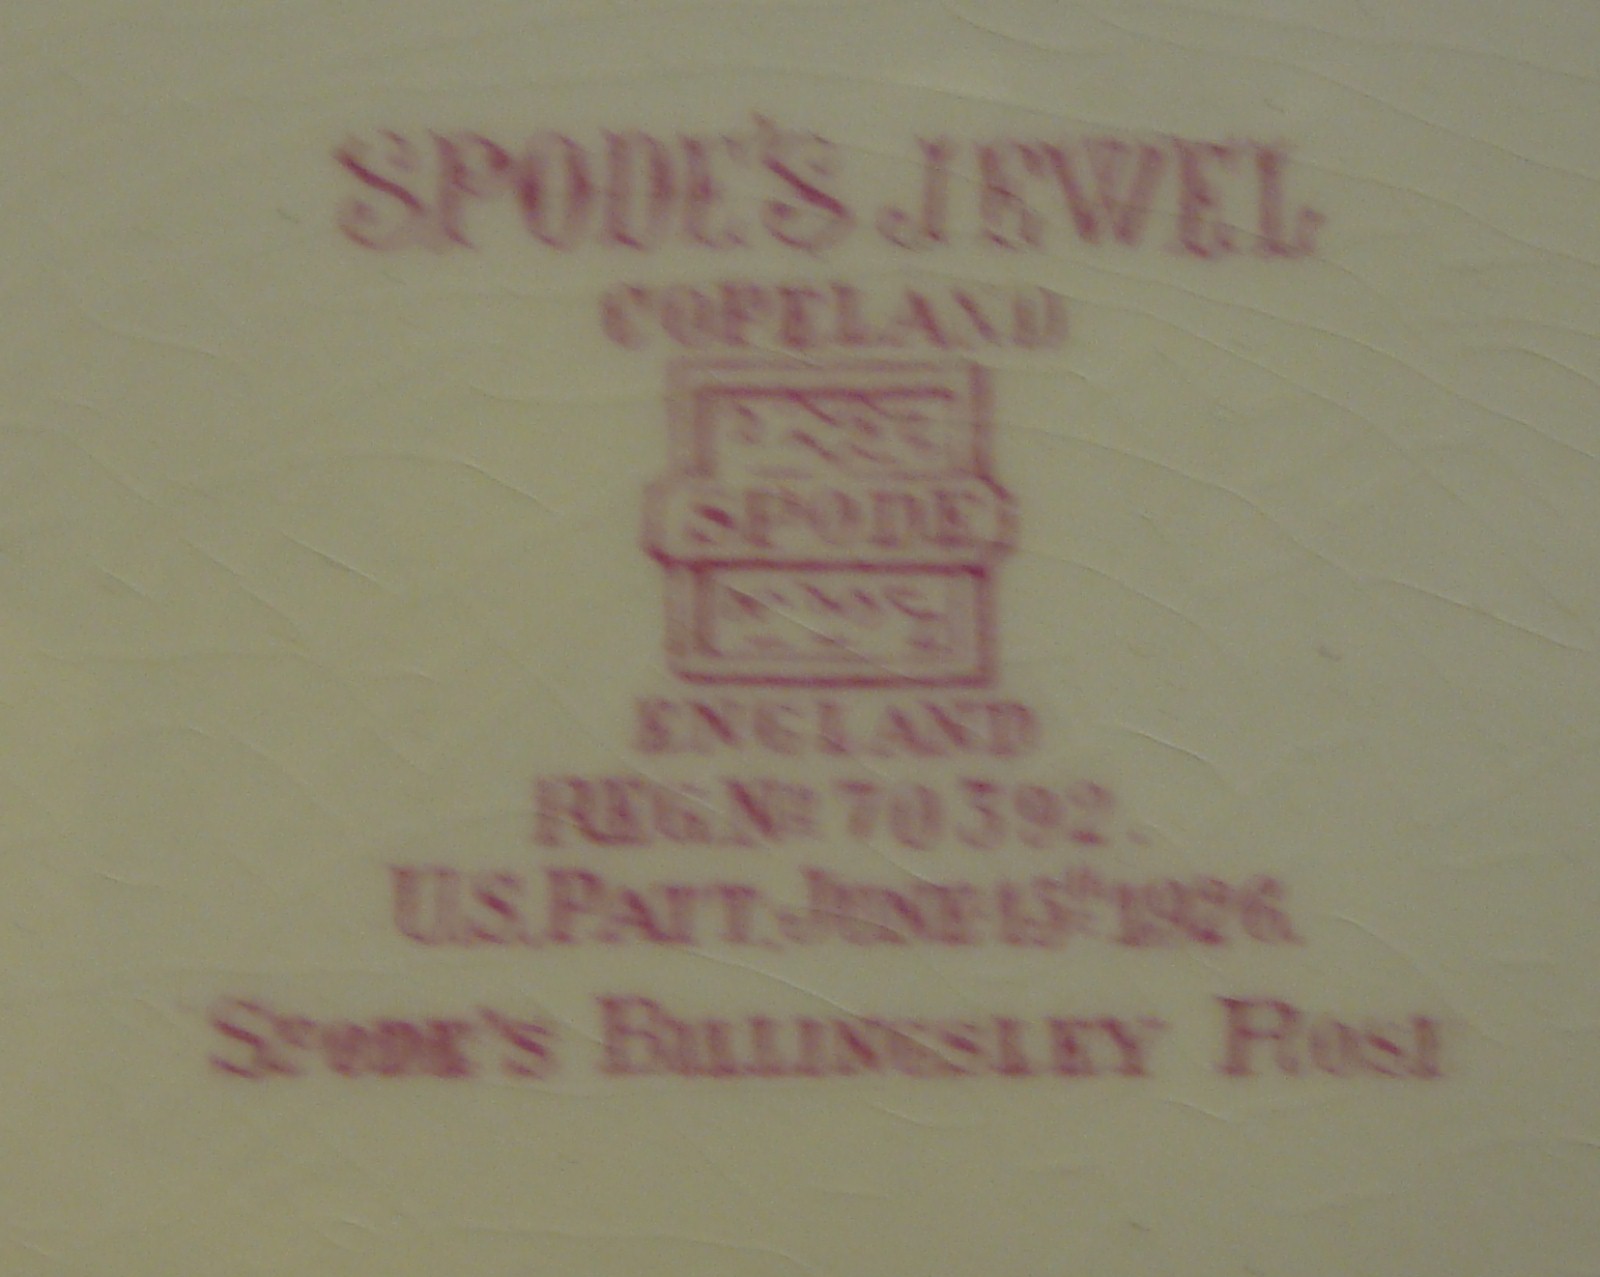 SPODE'S JEWEL
COPELAND
SPODE
ENGLAND
REG. Nº 70392.
U.S. PATT. JUNE 15th 1926.
SPODE'S BILLINGSLEY ROSE